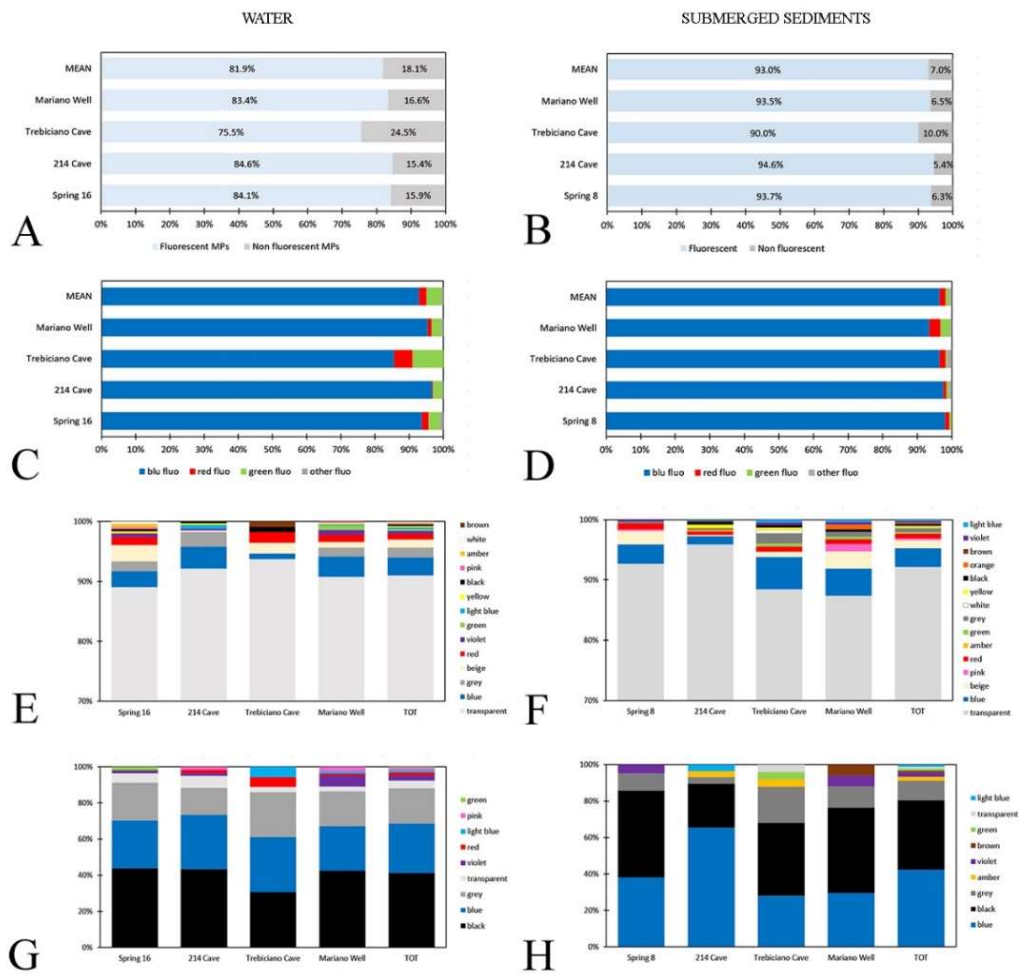 WATER
SUBMERGED SEDIMENTS
MEAN 81.9% 18.1%
Mariano Well 83.4% 16.6%
Trebiciano Cave 75.5% 24.5%
214 Cave 84.6% 15.4%
Spring 16 84.1% 15.9%
0% 10% 20% 30% 40% 50% 60% 70% 80% 90% 100%
Fluorescent MPs Non fluorescent MPs
A
MEAN 93.0% 7.0%
Mariano Well 93.5% 6.5%
Trebiciano Cave 90.0% 10.0%
214 Cave 94.6% 5.4%
Spring 8 93.7% 6.3%
0% 10% 20% 30% 40% 50% 60% 70% 80% 90% 100%
Fluorescent Non fluorescent
B
MEAN
Mariano Well
Trebiciano Cave
214 Cave
Spring 16
0% 10% 20% 30% 40% 50% 60% 70% 80% 90% 100%
blu fluo red fluo green fluo other fluo
C
MEAN
Mariano Well
Trebiciano Cave
214 Cave
Spring 8
0% 10% 20% 30% 40% 50% 60% 70% 80% 90% 100%
blu fluo red fluo green fluo other fluo
D
100%
90%
80%
70%
Spring 16 214 Cave Trebiciano Cave Mariano Well TOT
brown
white
amber
pink
black
yellow
light blue
green
violet
red
beige
grey
blue
transparent
E
100%
90%
80%
70%
Spring 8 214 Cave Trebiciano Cave Mariano Well TOT
light blue
violet
brown
orange
black
yellow
white
grey
green
amber
red
pink
beige
blue
transparent
F
100%
80%
60%
40%
20%
0%
Spring 16 214 Cave Trebiciano Cave Mariano Well TOT
green
pink
light blue
red
violet
transparent
grey
blue
black
G
100%
80%
60%
40%
20%
0%
Spring 8 214 Cave Trebiciano Cave Mariano Well TOT
light blue
transparent
green
brown
violet
amber
grey
black
blue
H